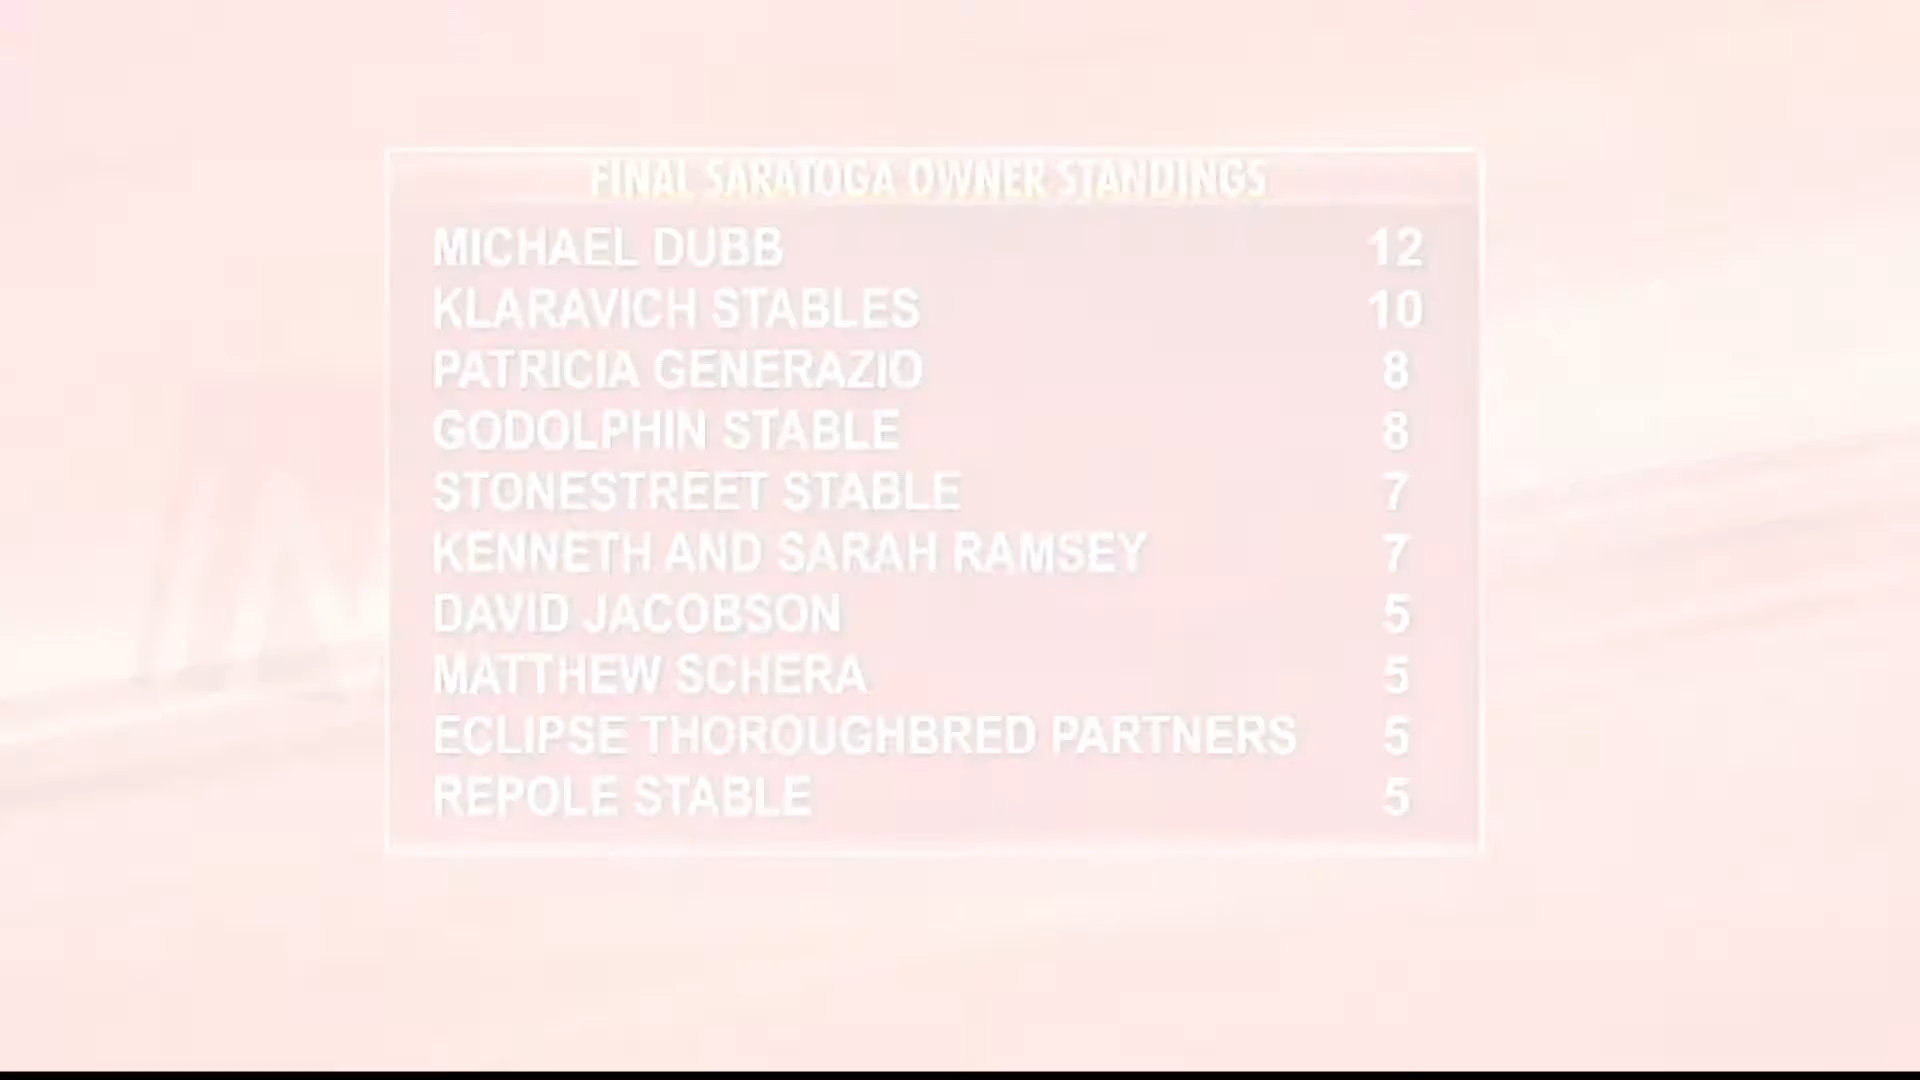 FINAL SARATOGA OWNER STANDINGS
MICHAEL DUBB 12
KLARAVICH STABLES 10
PATRICIA GENERAZIO 8
GODOLPHIN STABLE 8
STONESTREET STABLE 7
KENNETH AND SARAH RAMSEY 7
DAVID JACOBSON 5
MATTHEW SCHERA 5
ECLIPSE THOROUGHBRED PARTNERS 5
REPOLE STABLE 5